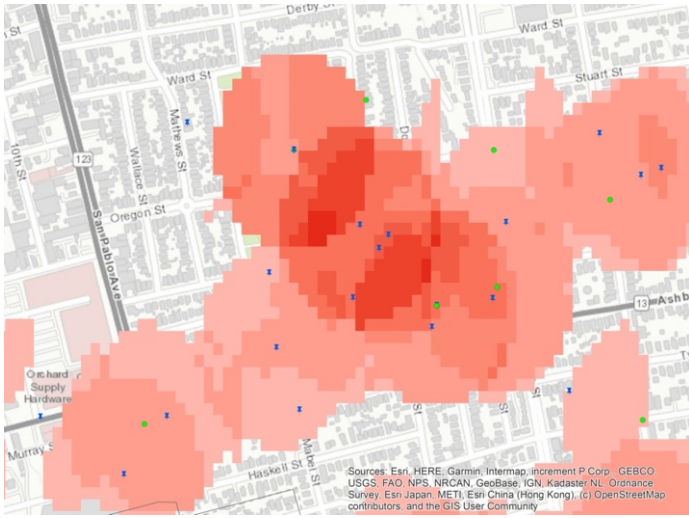 Derby St
Ward St
Ward St
Stuart St
Mathews St
123
Wallace St
10th St
Oregon St
San Pablo Ave
13
Ashb
Orchard
Supply
Hardware
Murray S
Mabel St
Haskell St
St
St
Sources: Esri, HERE, Garmin, Intermap, increment P Corp., GEBCO,
USGS, FAO, NPS, NRCAN, GeoBase, IGN, Kadaster NL, Ordnance
Survey, Esri Japan, METI, Esri China (Hong Kong), (c) OpenStreetMap
contributors, and the GIS User Community